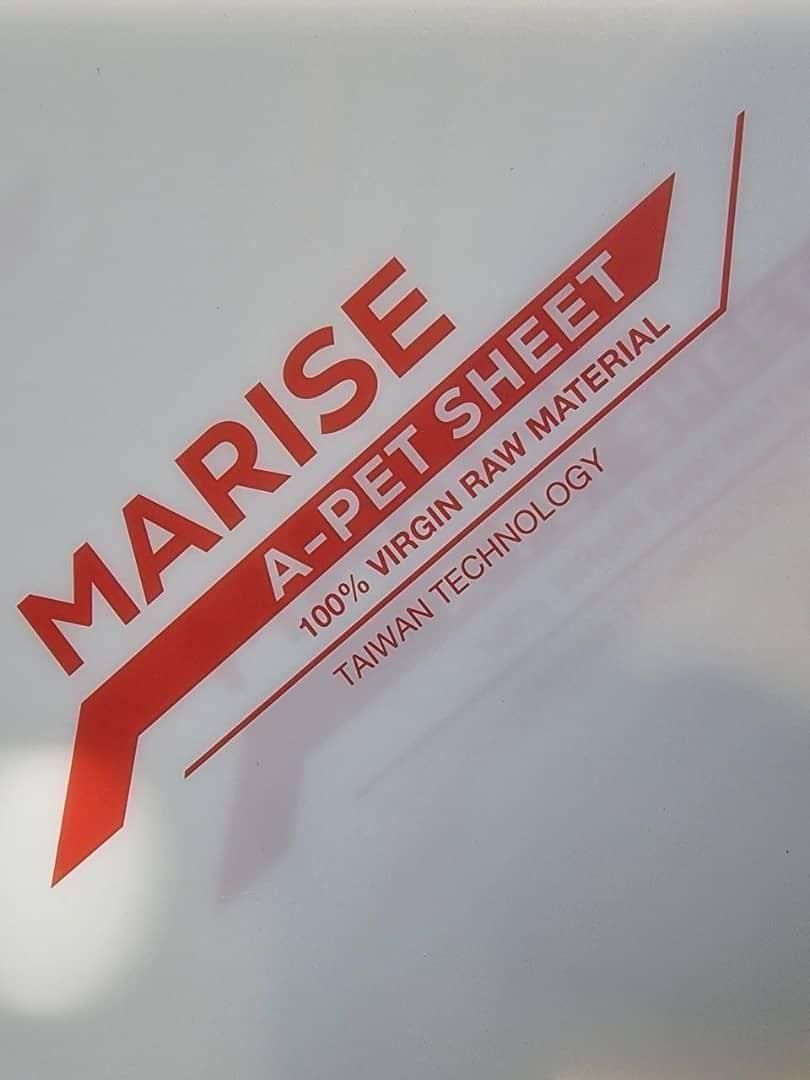 MARISE
A-PET SHEET
100% VIRGIN RAW MATERIAL
TAIWAN TECHNOLOGY